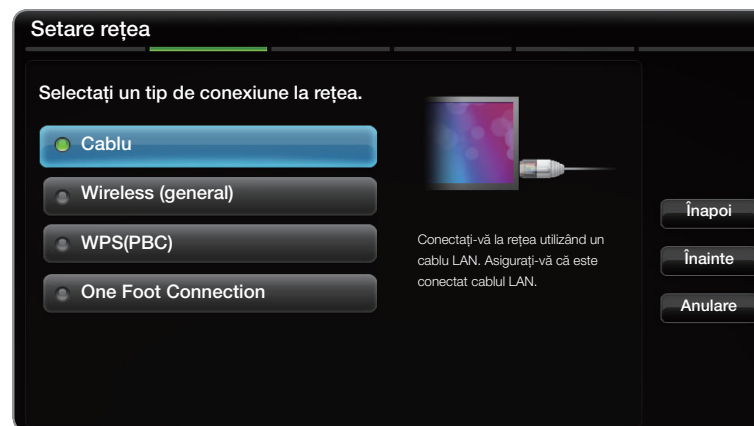 Setare rețea
Selectați un tip de conexiune la rețea.
Cablu
Wireless (general)
WPS(PBC)
One Foot Connection
Conectați-vă la rețea utilizând un
cablu LAN. Asigurați-vă că este
conectat cablul LAN.
Înapoi
Înainte
Anulare